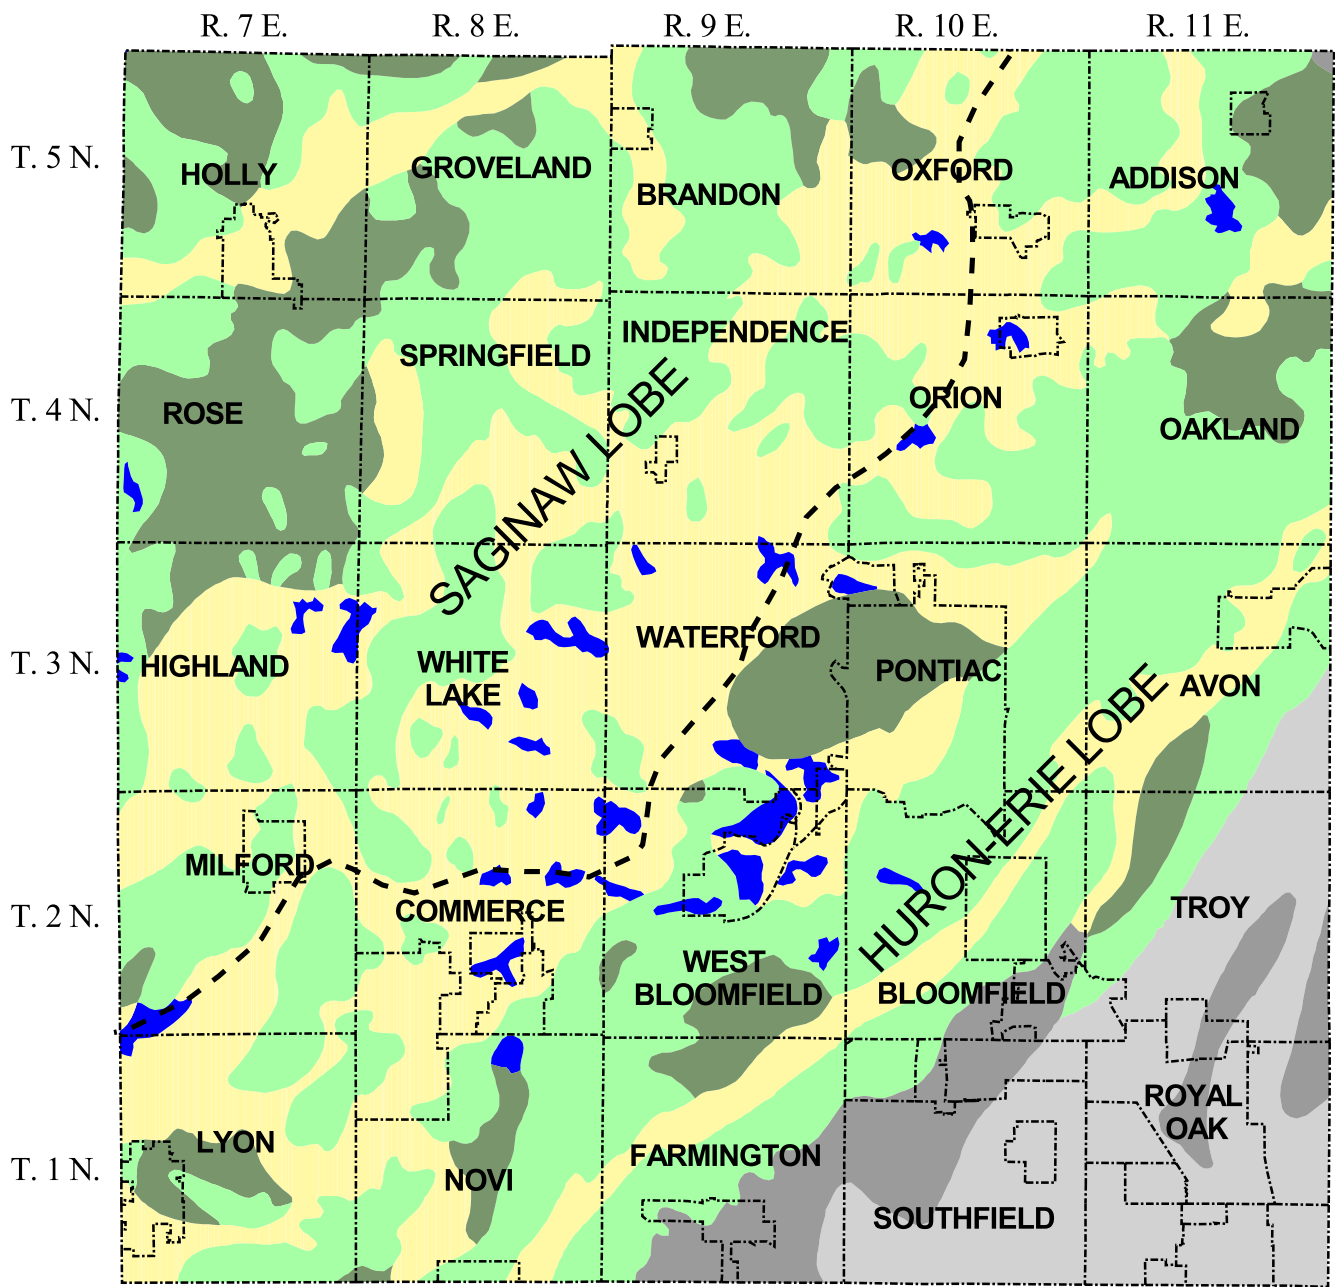 R. 7 E. R. 8 E. R. 9 E. R. 10 E. R. 11 E.
T. 5 N.
HOLLY GROVELAND BRANDON OXFORD ADDISON
T. 4 N.
ROSE SPRINGFIELD INDEPENDENCE ORION OAKLAND
SAGINAW LOBE
T. 3 N.
HIGHLAND WHITE
LAKE
WATERFORD PONTIAC AVON
HURON-ERIE LOBE
T. 2 N.
MILFORD COMMERCE WEST
BLOOMFIELD
BLOOMFIELD TROY
T. 1 N.
LYON NOVI FARMINGTON SOUTHFIELD ROYAL
OAK